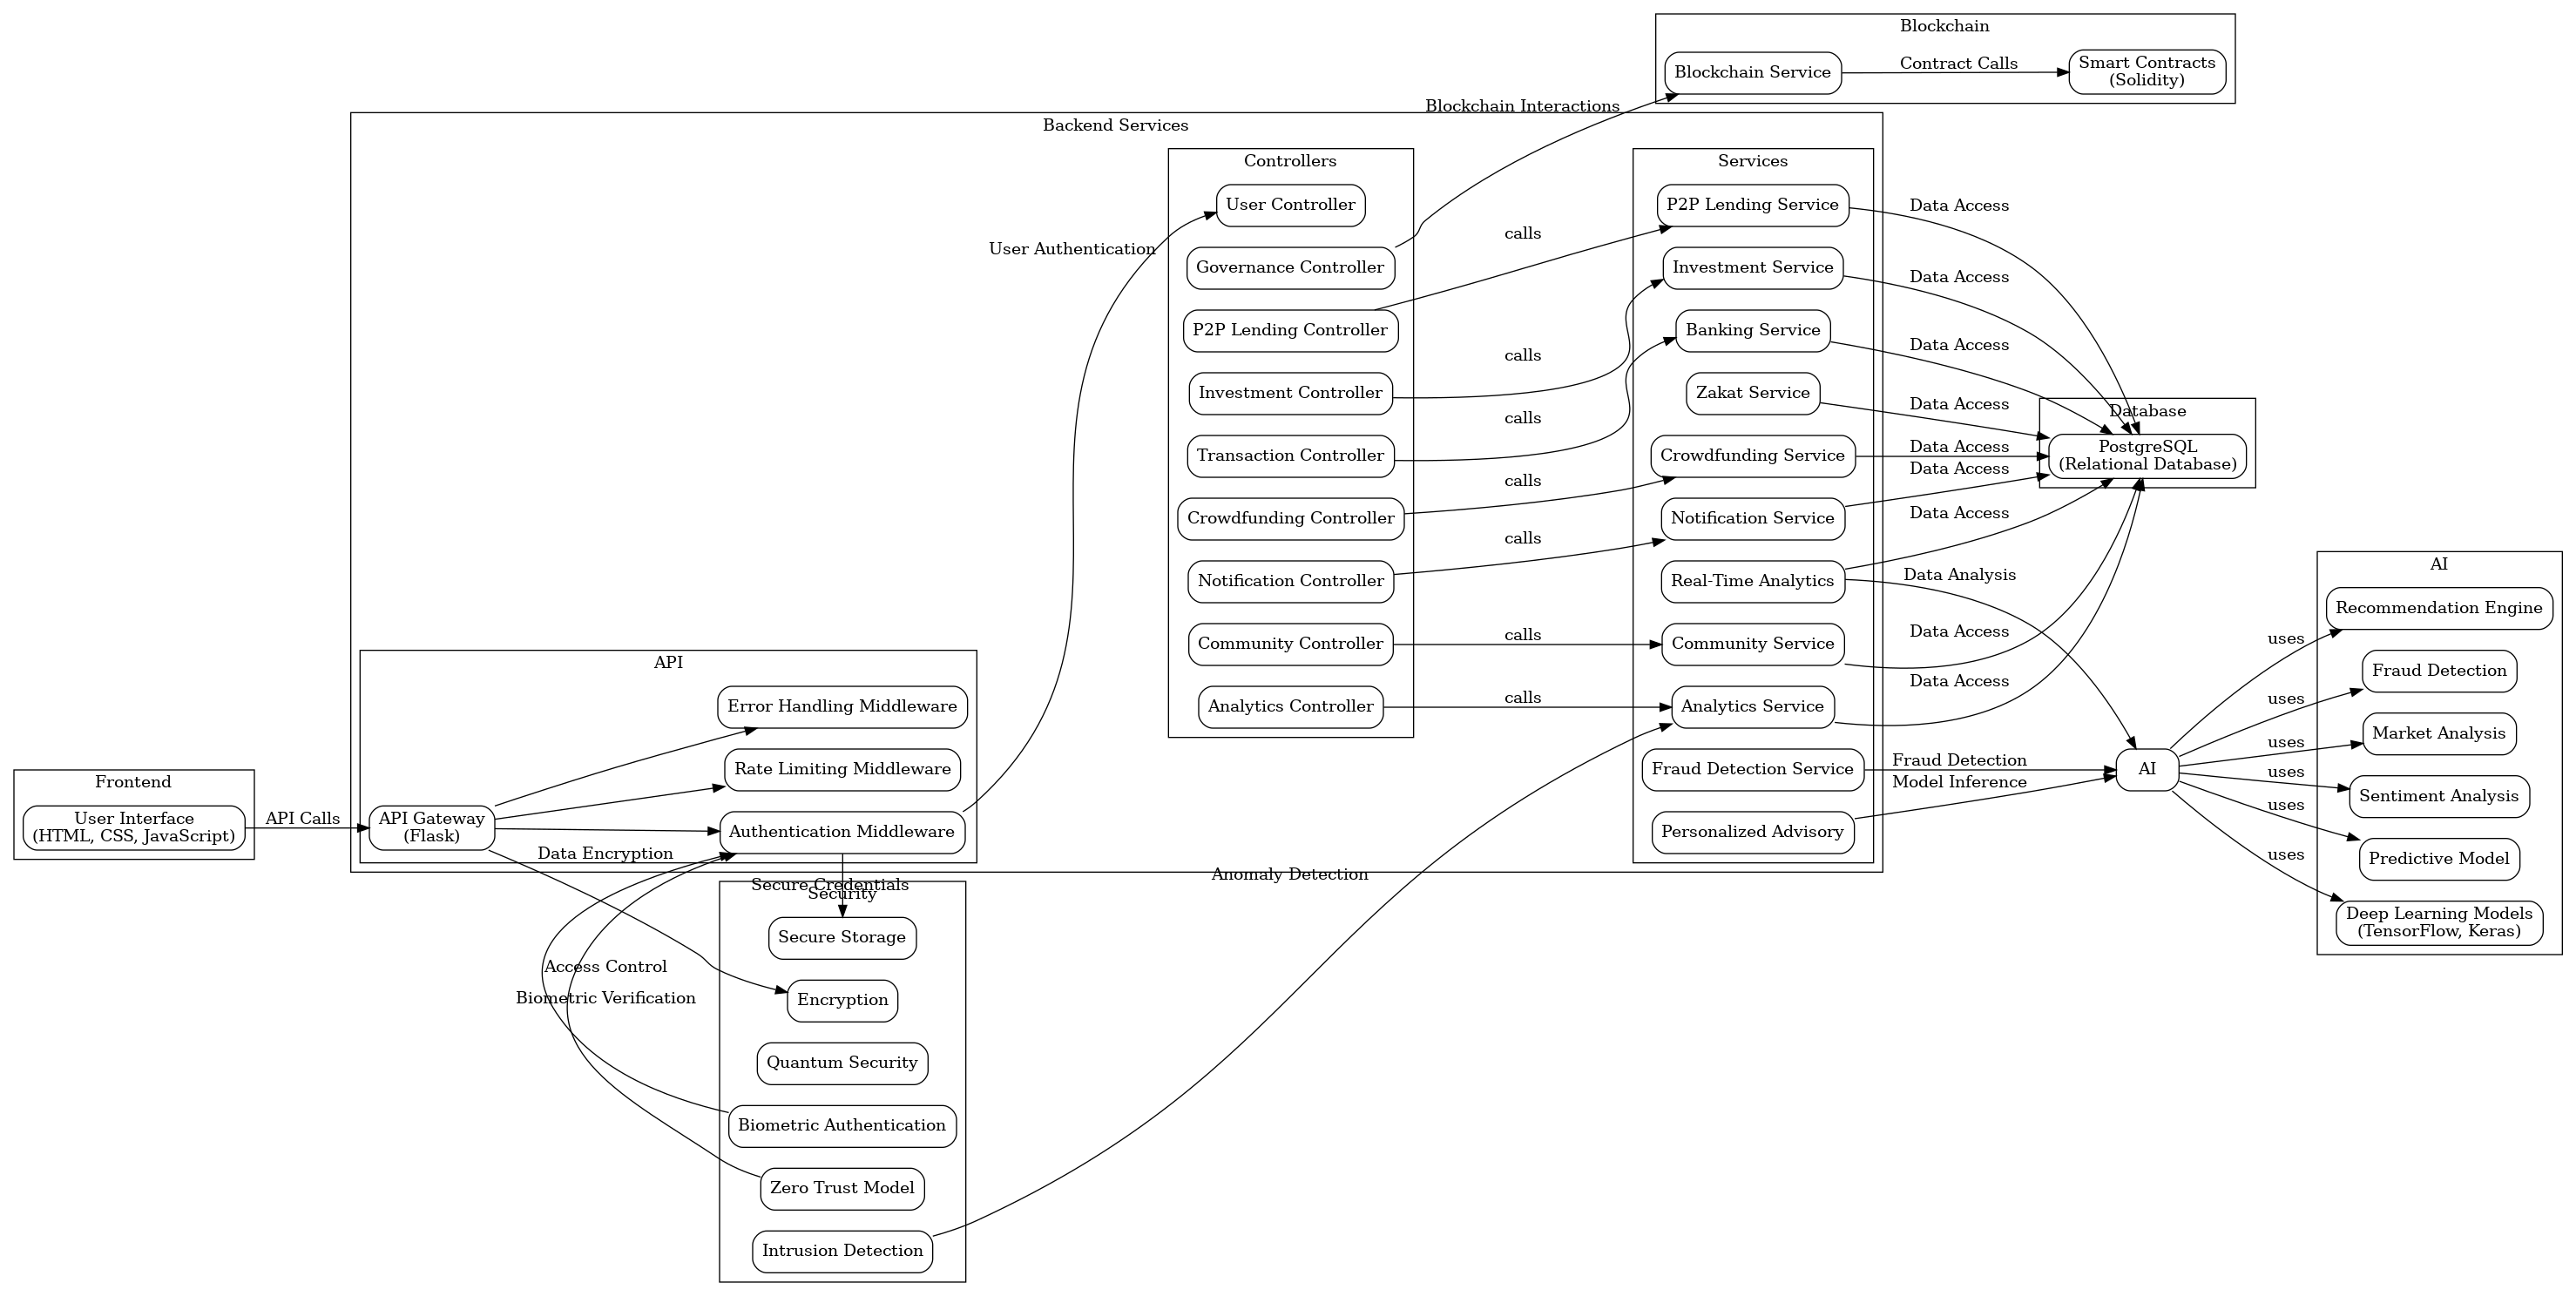 Blockchain
Blockchain Service
Contract Calls
Smart Contracts
(Solidity)
Blockchain Interactions
Backend Services
Controllers
User Controller
User Authentication
Governance Controller
P2P Lending Controller
Investment Controller
Transaction Controller
Crowdfunding Controller
Notification Controller
Community Controller
Analytics Controller
calls
calls
calls
calls
calls
calls
calls
Services
P2P Lending Service
Investment Service
Banking Service
Zakat Service
Crowdfunding Service
Notification Service
Real-Time Analytics
Community Service
Analytics Service
Fraud Detection Service
Personalized Advisory
Data Access
Data Access
Data Access
Data Access
Data Access
Data Access
Data Access
Data Analysis
Data Access
Data Access
Fraud Detection
Model Inference
Database
PostgreSQL
(Relational Database)
AI
uses
uses
uses
uses
uses
uses
AI
Recommendation Engine
Fraud Detection
Market Analysis
Sentiment Analysis
Predictive Model
Deep Learning Models
(TensorFlow, Keras)
API
Error Handling Middleware
Rate Limiting Middleware
Authentication Middleware
API Gateway
(Flask)
Frontend
User Interface
(HTML, CSS, JavaScript)
API Calls
Data Encryption
Secure Credentials
Security
Secure Storage
Encryption
Quantum Security
Biometric Authentication
Zero Trust Model
Intrusion Detection
Access Control
Biometric Verification
Anomaly Detection